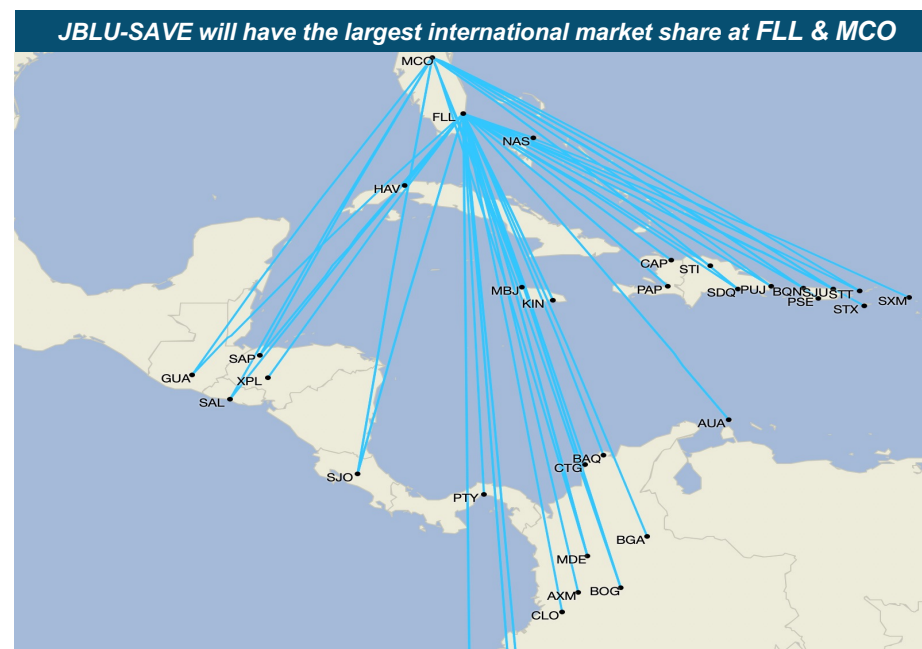 JBLU-SAVE will have the largest international market share at FLL & MCO
MCO
FLL
NAS
HAV
CAP
STI
MBJ
PAP
SDQ
PUJ
BQN
SJU
STT
KIN
PSE
STX
SXM
SAP
GUA
XPL
SAL
AUA
BAQ
CTG
SJO
PTY
BGA
MDE
AXM
BOG
CLO